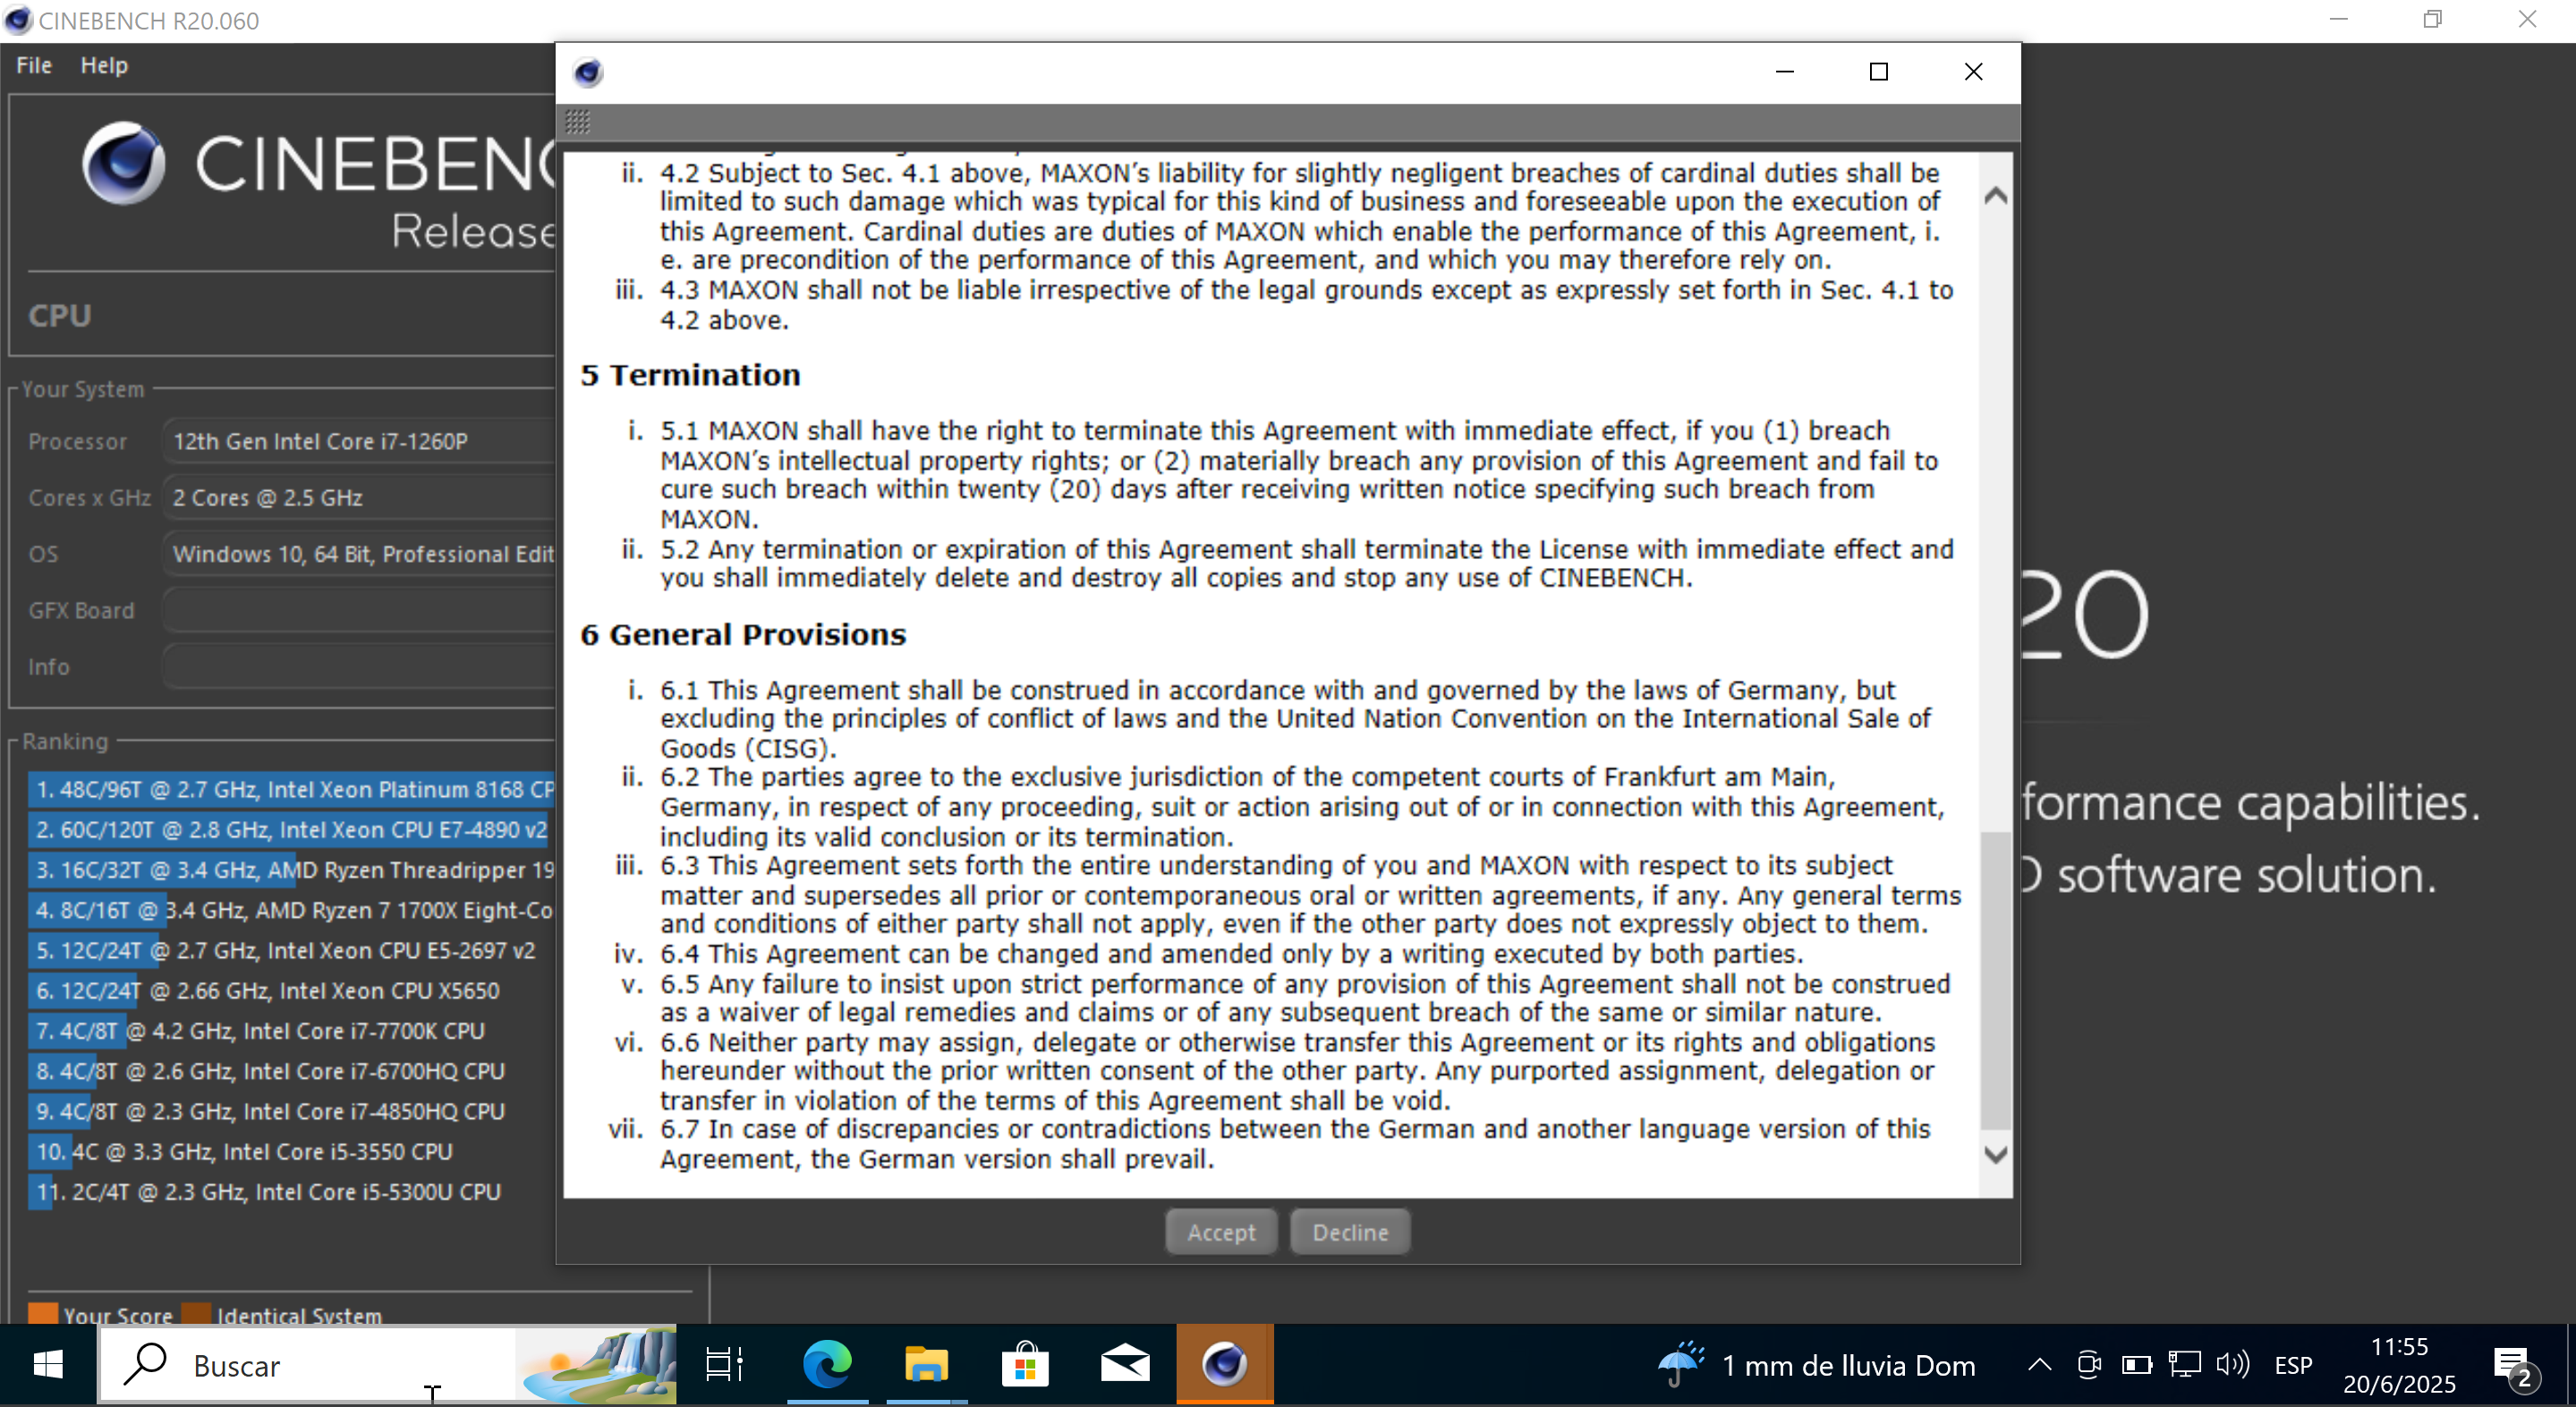 CINEBENCH R20.060
File Help
CINEBENC
Release
CPU
Your System
Processor 12th Gen Intel Core i7-1260P
Cores x GHz 2 Cores @ 2.5 GHz
OS Windows 10, 64 Bit, Professional Edit
GFX Board
Info
Ranking
1. 48C/96T @ 2.7 GHz, Intel Xeon Platinum 8168 CP
2. 60C/120T @ 2.8 GHz, Intel Xeon CPU E7-4890 v2
3. 16C/32T @ 3.4 GHz, AMD Ryzen Threadripper 19
4. 8C/16T @ 3.4 GHz, AMD Ryzen 7 1700X Eight-Co
5. 12C/24T @ 2.7 GHz, Intel Xeon CPU E5-2697 v2
6. 12C/24T @ 2.66 GHz, Intel Xeon CPU X5650
7. 4C/8T @ 4.2 GHz, Intel Core i7-7700K CPU
8. 4C/8T @ 2.6 GHz, Intel Core i7-6700HQ CPU
9. 4C/8T @ 2.3 GHz, Intel Core i7-4850HQ CPU
10. 4C @ 3.3 GHz, Intel Core i5-3550 CPU
11. 2C/4T @ 2.3 GHz, Intel Core i5-5300U CPU
Your Score Identical System
ii. 4.2 Subject to Sec. 4.1 above, MAXON’s liability for slightly negligent breaches of cardinal duties shall be
limited to such damage which was typical for this kind of business and foreseeable upon the execution of
this Agreement. Cardinal duties are duties of MAXON which enable the performance of this Agreement, i.
e. are precondition of the performance of this Agreement, and which you may therefore rely on.
iii. 4.3 MAXON shall not be liable irrespective of the legal grounds except as expressly set forth in Sec. 4.1 to
4.2 above.
5 Termination
i. 5.1 MAXON shall have the right to terminate this Agreement with immediate effect, if you (1) breach
MAXON’s intellectual property rights; or (2) materially breach any provision of this Agreement and fail to
cure such breach within twenty (20) days after receiving written notice specifying such breach from
MAXON.
ii. 5.2 Any termination or expiration of this Agreement shall terminate the License with immediate effect and
you shall immediately delete and destroy all copies and stop any use of CINEBENCH.
6 General Provisions
i. 6.1 This Agreement shall be construed in accordance with and governed by the laws of Germany, but
excluding the principles of conflict of laws and the United Nation Convention on the International Sale of
Goods (CISG).
ii. 6.2 The parties agree to the exclusive jurisdiction of the competent courts of Frankfurt am Main,
Germany, in respect of any proceeding, suit or action arising out of or in connection with this Agreement,
including its valid conclusion or its termination.
iii. 6.3 This Agreement sets forth the entire understanding of you and MAXON with respect to its subject
matter and supersedes all prior or contemporaneous oral or written agreements, if any. Any general terms
and conditions of either party shall not apply, even if the other party does not expressly object to them.
iv. 6.4 This Agreement can be changed and amended only by a writing executed by both parties.
v. 6.5 Any failure to insist upon strict performance of any provision of this Agreement shall not be construed
as a waiver of legal remedies and claims or of any subsequent breach of the same or similar nature.
vi. 6.6 Neither party may assign, delegate or otherwise transfer this Agreement or its rights and obligations
hereunder without the prior written consent of the other party. Any purported assignment, delegation or
transfer in violation of the terms of this Agreement shall be void.
vii. 6.7 In case of discrepancies or contradictions between the German and another language version of this
Agreement, the German version shall prevail.
Accept Decline
20
formance capabilities.
D software solution.
Buscar
1 mm de lluvia Dom
ESP
11:55
20/6/2025
2